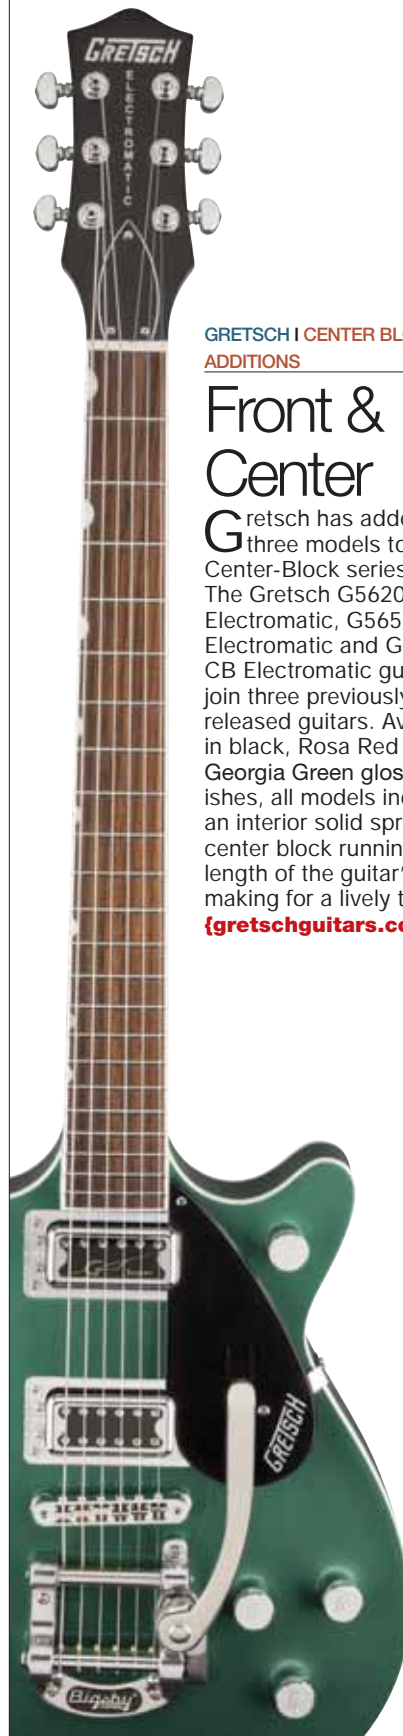 GRETSCH
ELECTROMATIC
GRETSCH I CENTER BLO
ADDITIONS
Front &
Center
Gretsch has adde
three models to
Center-Block series
The Gretsch G5620
Electromatic, G565
Electromatic and G
CB Electromatic gu
join three previously
released guitars. Av
in black, Rosa Red
Georgia Green glos
ishes, all models inc
an interior solid spr
center block runnin
length of the guitar'
making for a lively t
{gretschguitars.co
GRETSCH
Bigsby